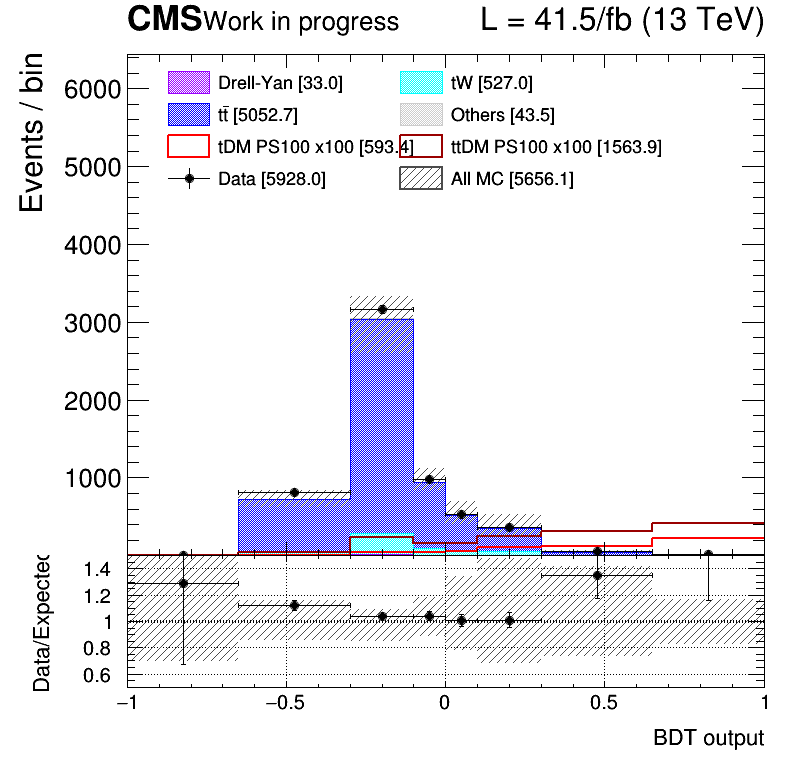 CMS Work in progress L = 41.5/fb (13 TeV)
Events / bin
6000
5000
4000
3000
2000
1000
Drell-Yan [33.0] tW [527.0]
tt̄ [5052.7] Others [43.5]
tDM PS100 x100 [593.4] ttDM PS100 x100 [1563.9]
Data [5928.0] All MC [5656.1]
Data/Expected
1.4
1.2
1
0.8
0.6
−1 −0.5 0 0.5 1
BDT output